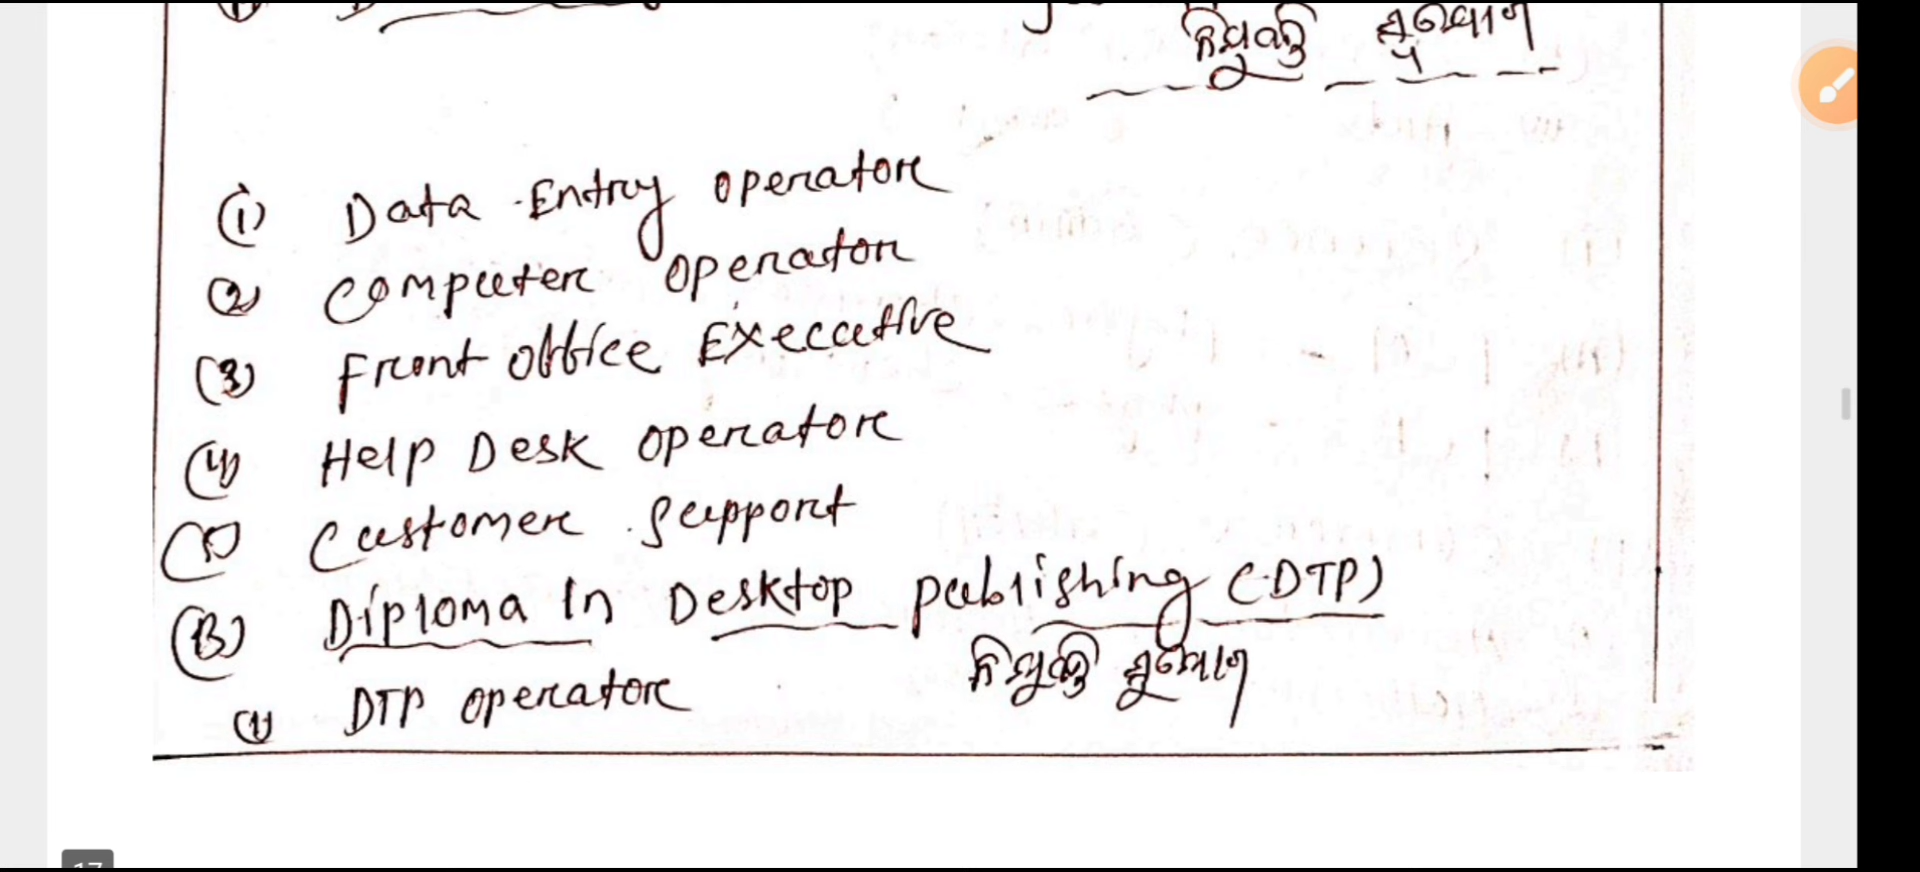 ନିଯୁକ୍ତି ସୁଯୋଗ
(1) Data Entry operator
(2) Computer operator
(3) Front office Executive
(4) Help Desk operator
(5) Customer Support
(B) Diploma In Desktop publishing (DTP)
ନିଯୁକ୍ତି ସୁଯୋଗ
(1) DTP operator
17